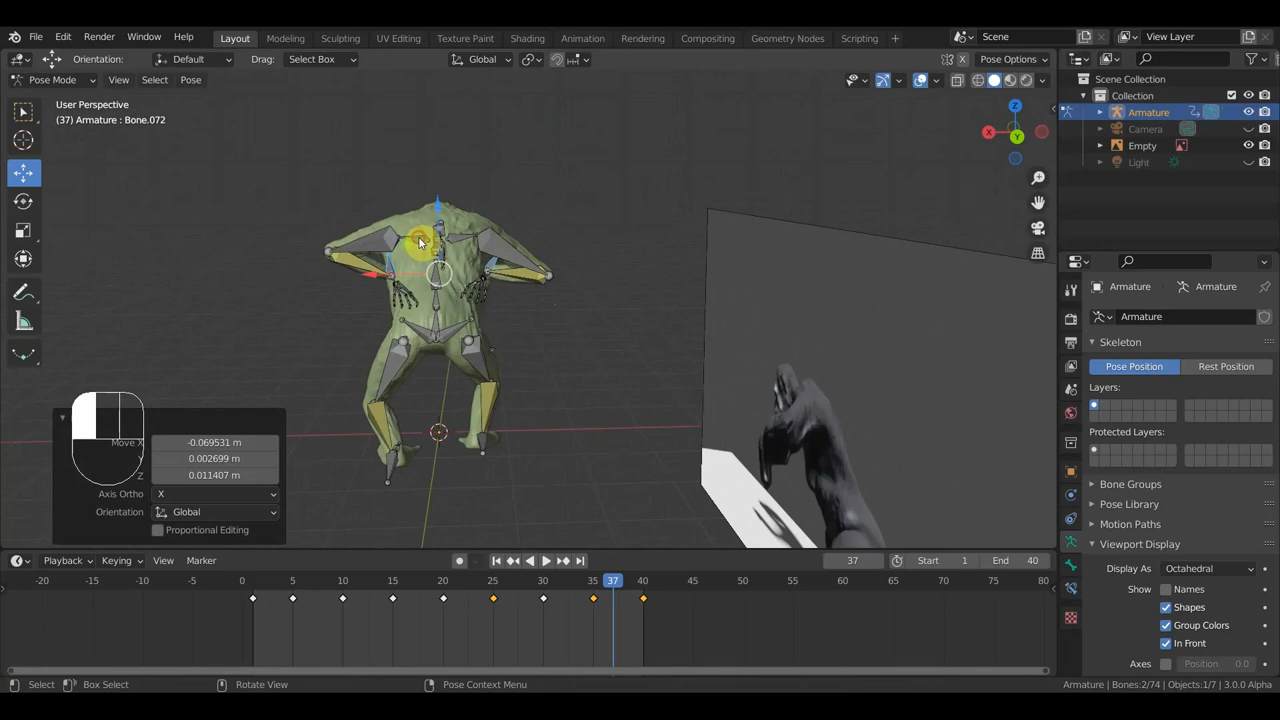 File Edit Render Window Help Layout Modeling Sculpting UV Editing Texture Paint Shading Animation Rendering Compositing Geometry Nodes Scripting + Scene View Layer
Orientation: Default Drag: Select Box Global X Pose Options
Pose Mode View Select Pose
User Perspective
(37) Armature : Bone.072
Z
X
Y
Scene Collection
Collection
Armature
Camera
Empty
Light
Armature Armature
Armature
Skeleton
Pose Position Rest Position
Layers:
Protected Layers:
Bone Groups
Pose Library
Motion Paths
Viewport Display
Display As Octahedral
Show Names
Shapes
Group Colors
In Front
Axes Position 0.0
Move X -0.069531 m
Y 0.002699 m
Z 0.011407 m
Axis Ortho X
Orientation Global
Proportional Editing
Playback Keying View Marker 37 Start 1 End 40
-20 -15 -10 -5 0 5 10 15 20 25 30 35 37 40 45 50 55 60 65 70 75 80
Select Box Select Rotate View Pose Context Menu Armature | Bones:2/74 | Objects:1/7 | 3.0.0 Alpha